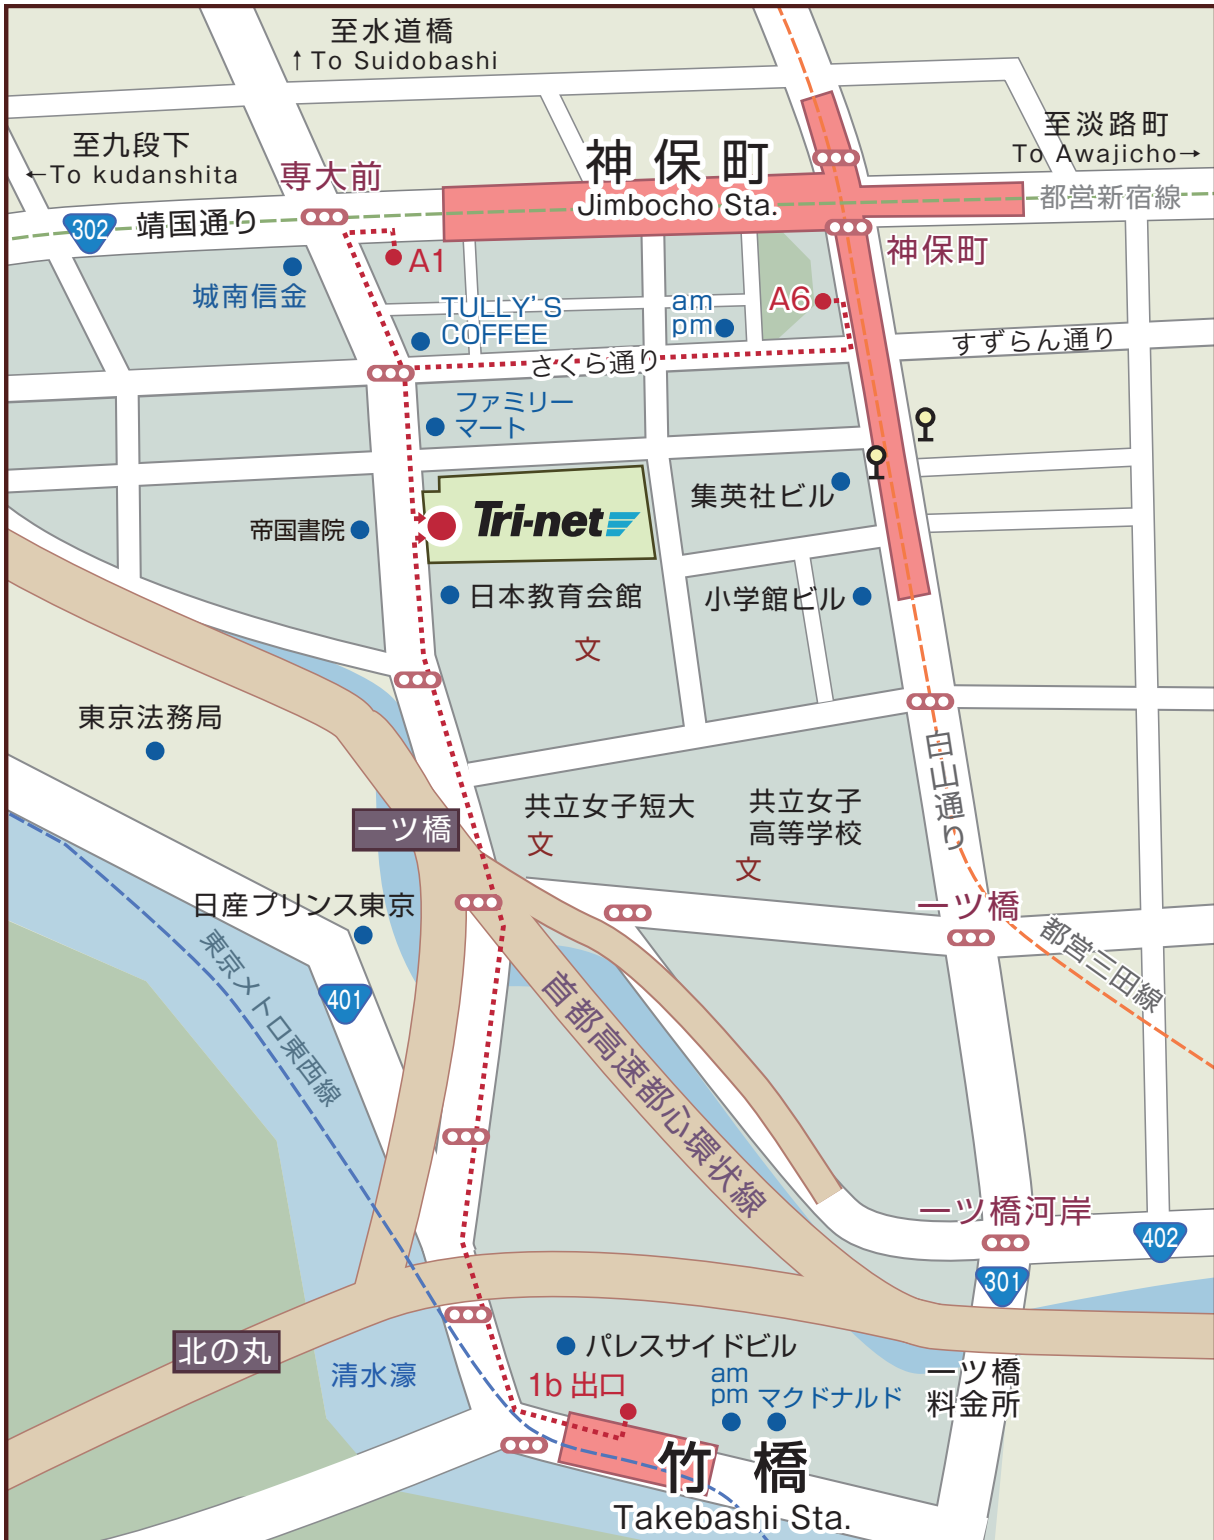 至水道橋
↑To Suidobashi
至九段下
←To kudanshita
専大前
神保町
Jimbocho Sta.
至淡路町
To Awajicho→
都営新宿線
302
靖国通り
神保町
A1
城南信金
TULLY'S
COFFEE
am
pm
A6
すずらん通り
さくら通り
ファミリー
マート
集英社ビル
Tri-net
帝国書院
日本教育会館
小学館ビル
文
東京法務局
白山通り
一ツ橋
共立女子短大
文
共立女子
高等学校
文
日産プリンス東京
一ツ橋
都営三田線
東京メトロ東西線
401
首都高速都心環状線
一ツ橋河岸
402
301
北の丸
清水濠
パレスサイドビル
1b 出口
am
pm
マクドナルド
一ツ橋
料金所
竹橋
Takebashi Sta.